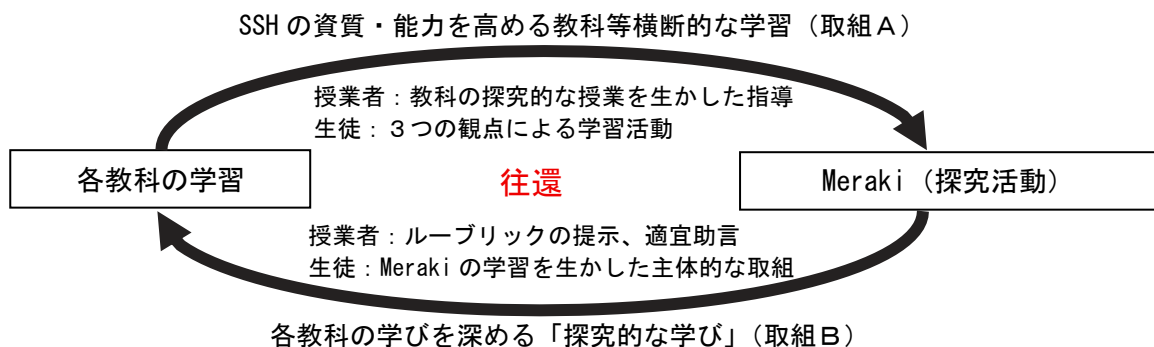 SSHの資質・能力を高める教科等横断的な学習（取組Ａ）
授業者：教科の探究的な授業を生かした指導
生徒：３つの観点による学習活動
各教科の学習
往還
Meraki（探究活動）
授業者：ルーブリックの提示、適宜助言
生徒：Merakiの学習を生かした主体的な取組
各教科の学びを深める「探究的な学び」（取組Ｂ）